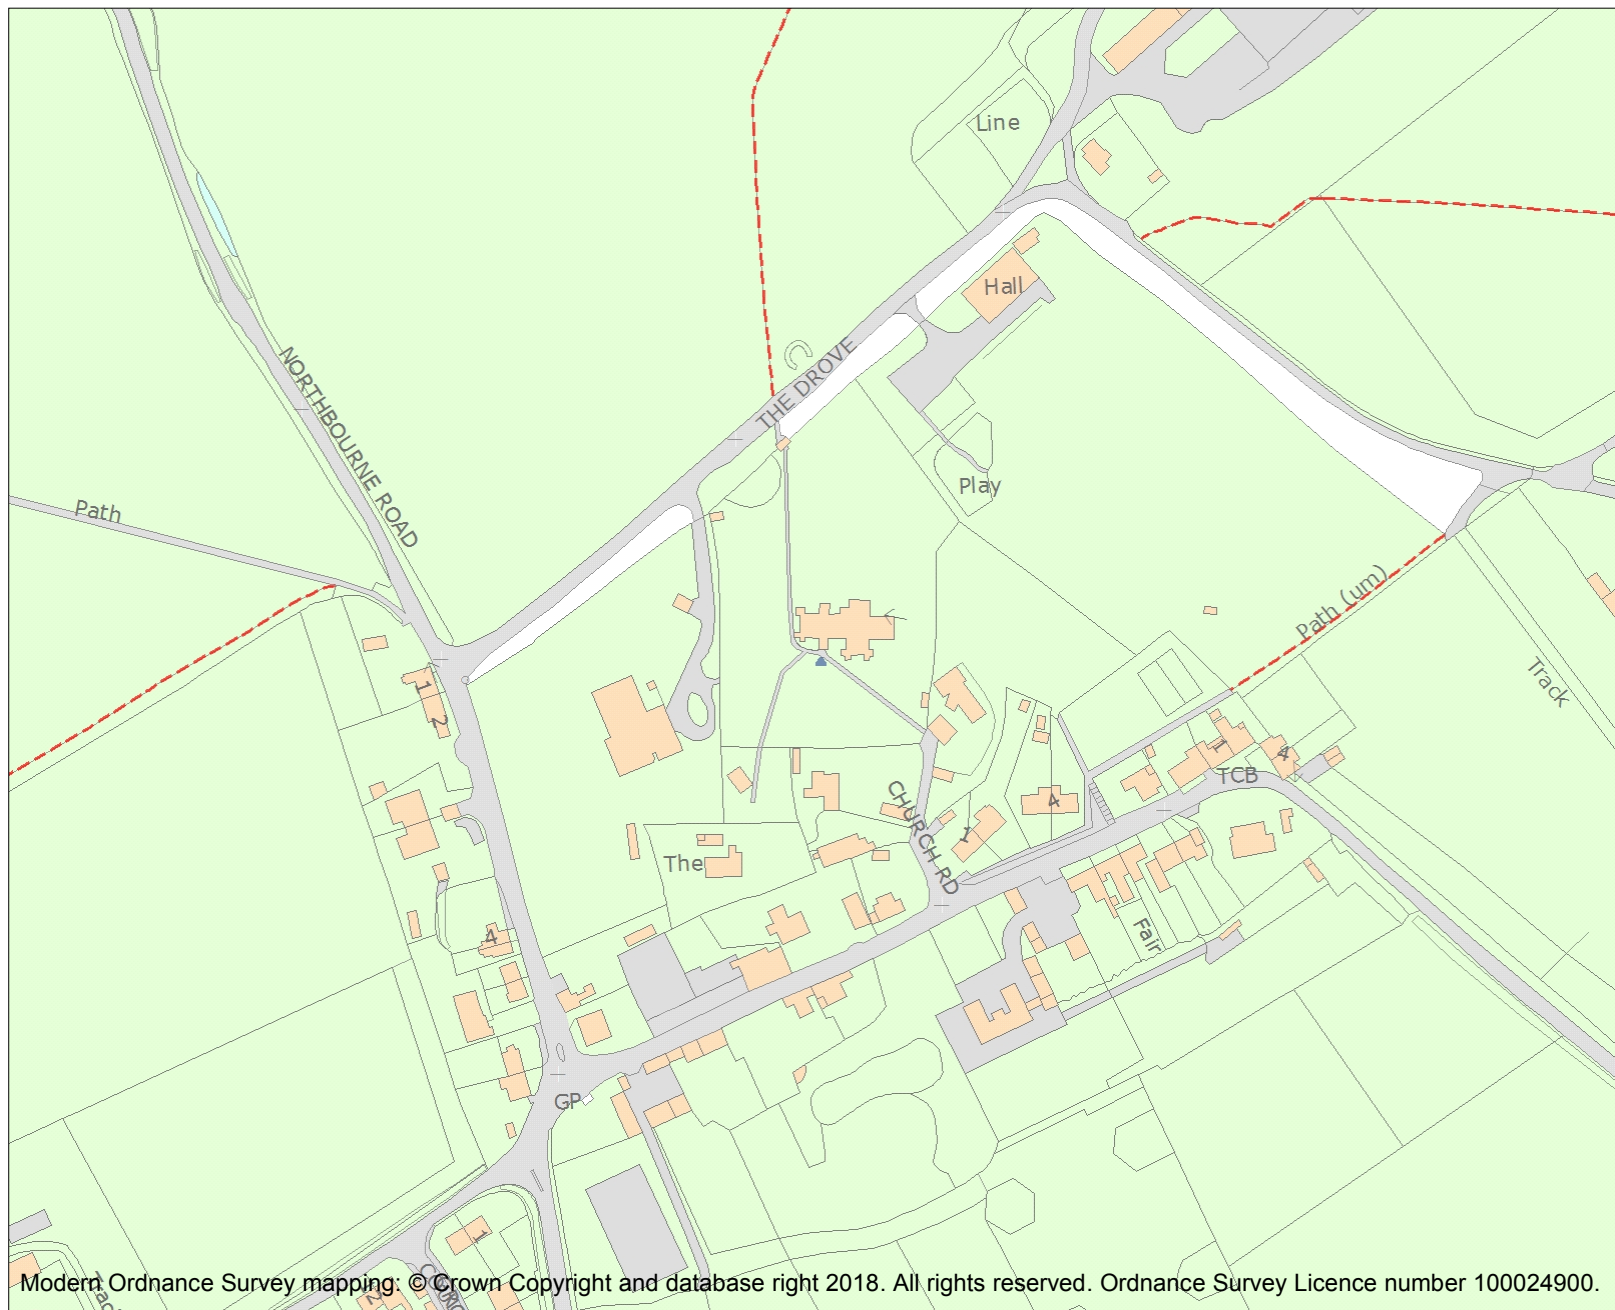 Line
Hall
THE DROVE
NORTHBOURNE ROAD
Path
Play
Path (um)
Track
1
2
1
4
TCB
4
CHURCH RD
1
The
Fair
4
GP
1
2
Modern Ordnance Survey mapping: © Crown Copyright and database right 2018. All rights reserved. Ordnance Survey Licence number 100024900.